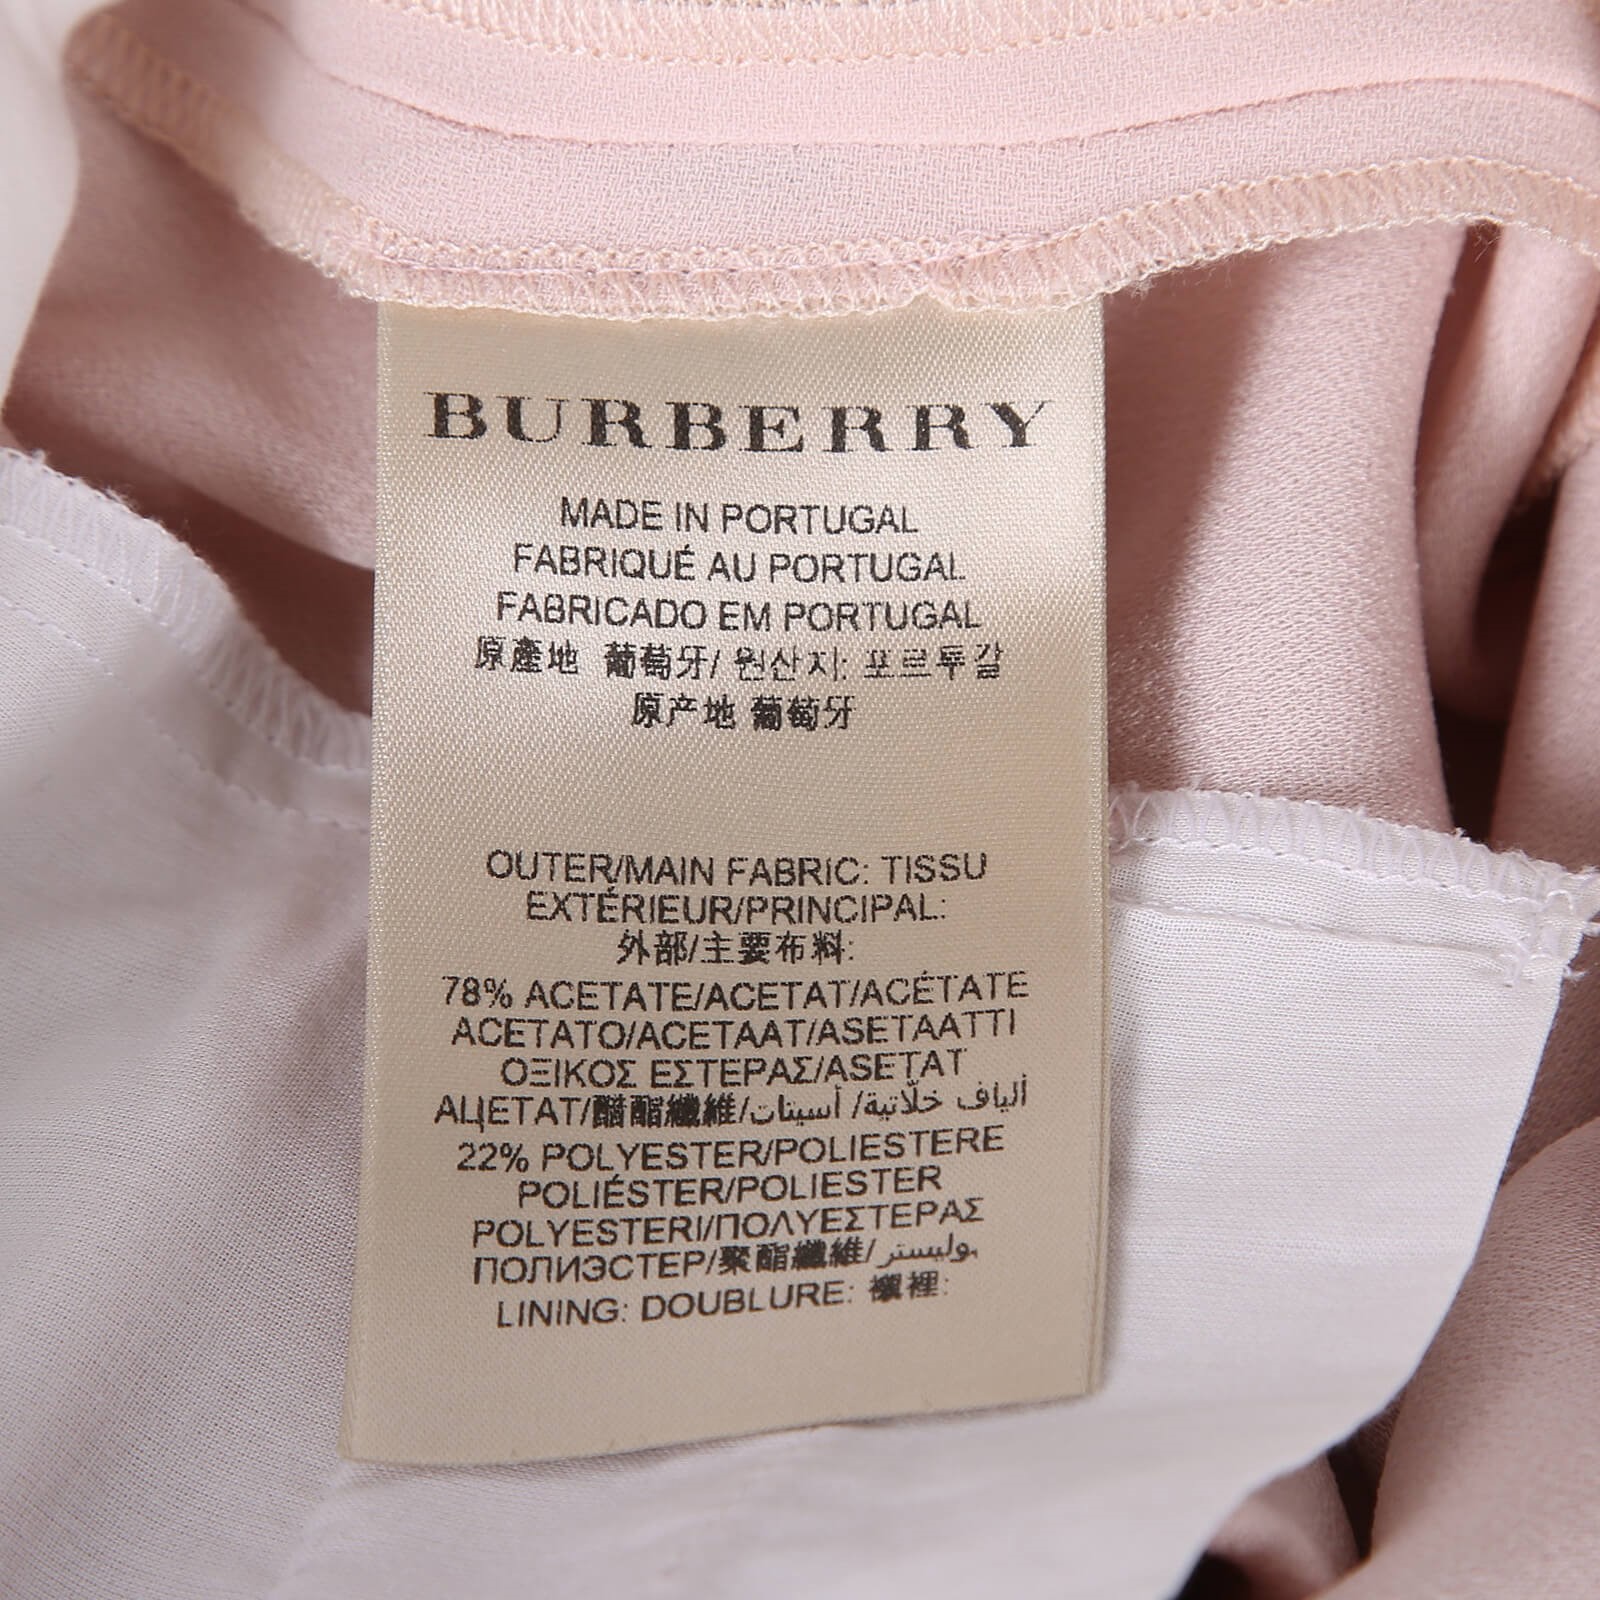 BURBERRY
MADE IN PORTUGAL
FABRIQUÉ AU PORTUGAL
FABRICADO EM PORTUGAL
原產地 葡萄牙/ 원산지: 포르투갈
原产地 葡萄牙
OUTER/MAIN FABRIC: TISSU
EXTÉRIEUR/PRINCIPAL:
外部/主要布料:
78% ACETATE/ACETAT/ACÉTATE
ACETATO/ACETAAT/ASETAATTI
ΟΞΙΚΟΣ ΕΣΤΕΡΑΣ/ASETAT
АЦЕТАТ/醋酯纖維/ألياف خلّاتية/ أسيتات
22% POLYESTER/POLIESTERE
POLIÉSTER/POLIESTER
POLYESTERI/ΠΟΛΥΕΣΤΕΡΑΣ
ПОЛИЭСТЕР/聚酯纖維/بوليستر
LINING: DOUBLURE: 襯裡: